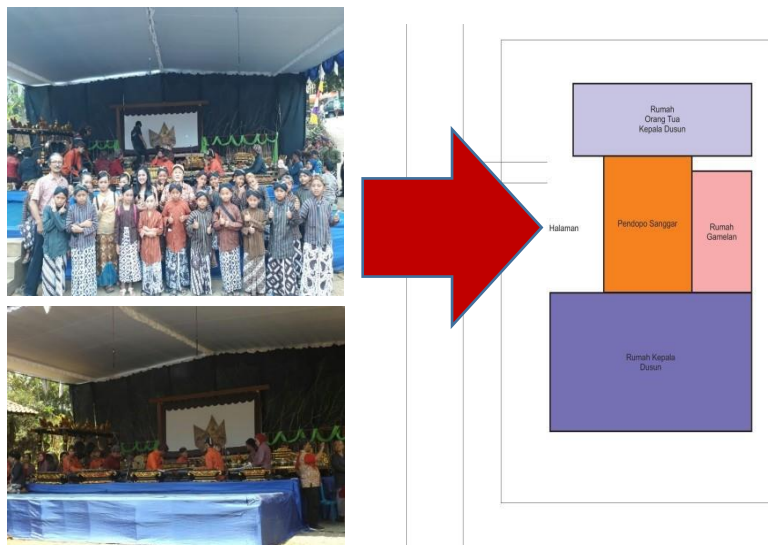 Rumah
Orang Tua
Kepala Dusun
Halaman
Pendopo Sanggar
Rumah
Gamelan
Rumah Kepala
Dusun